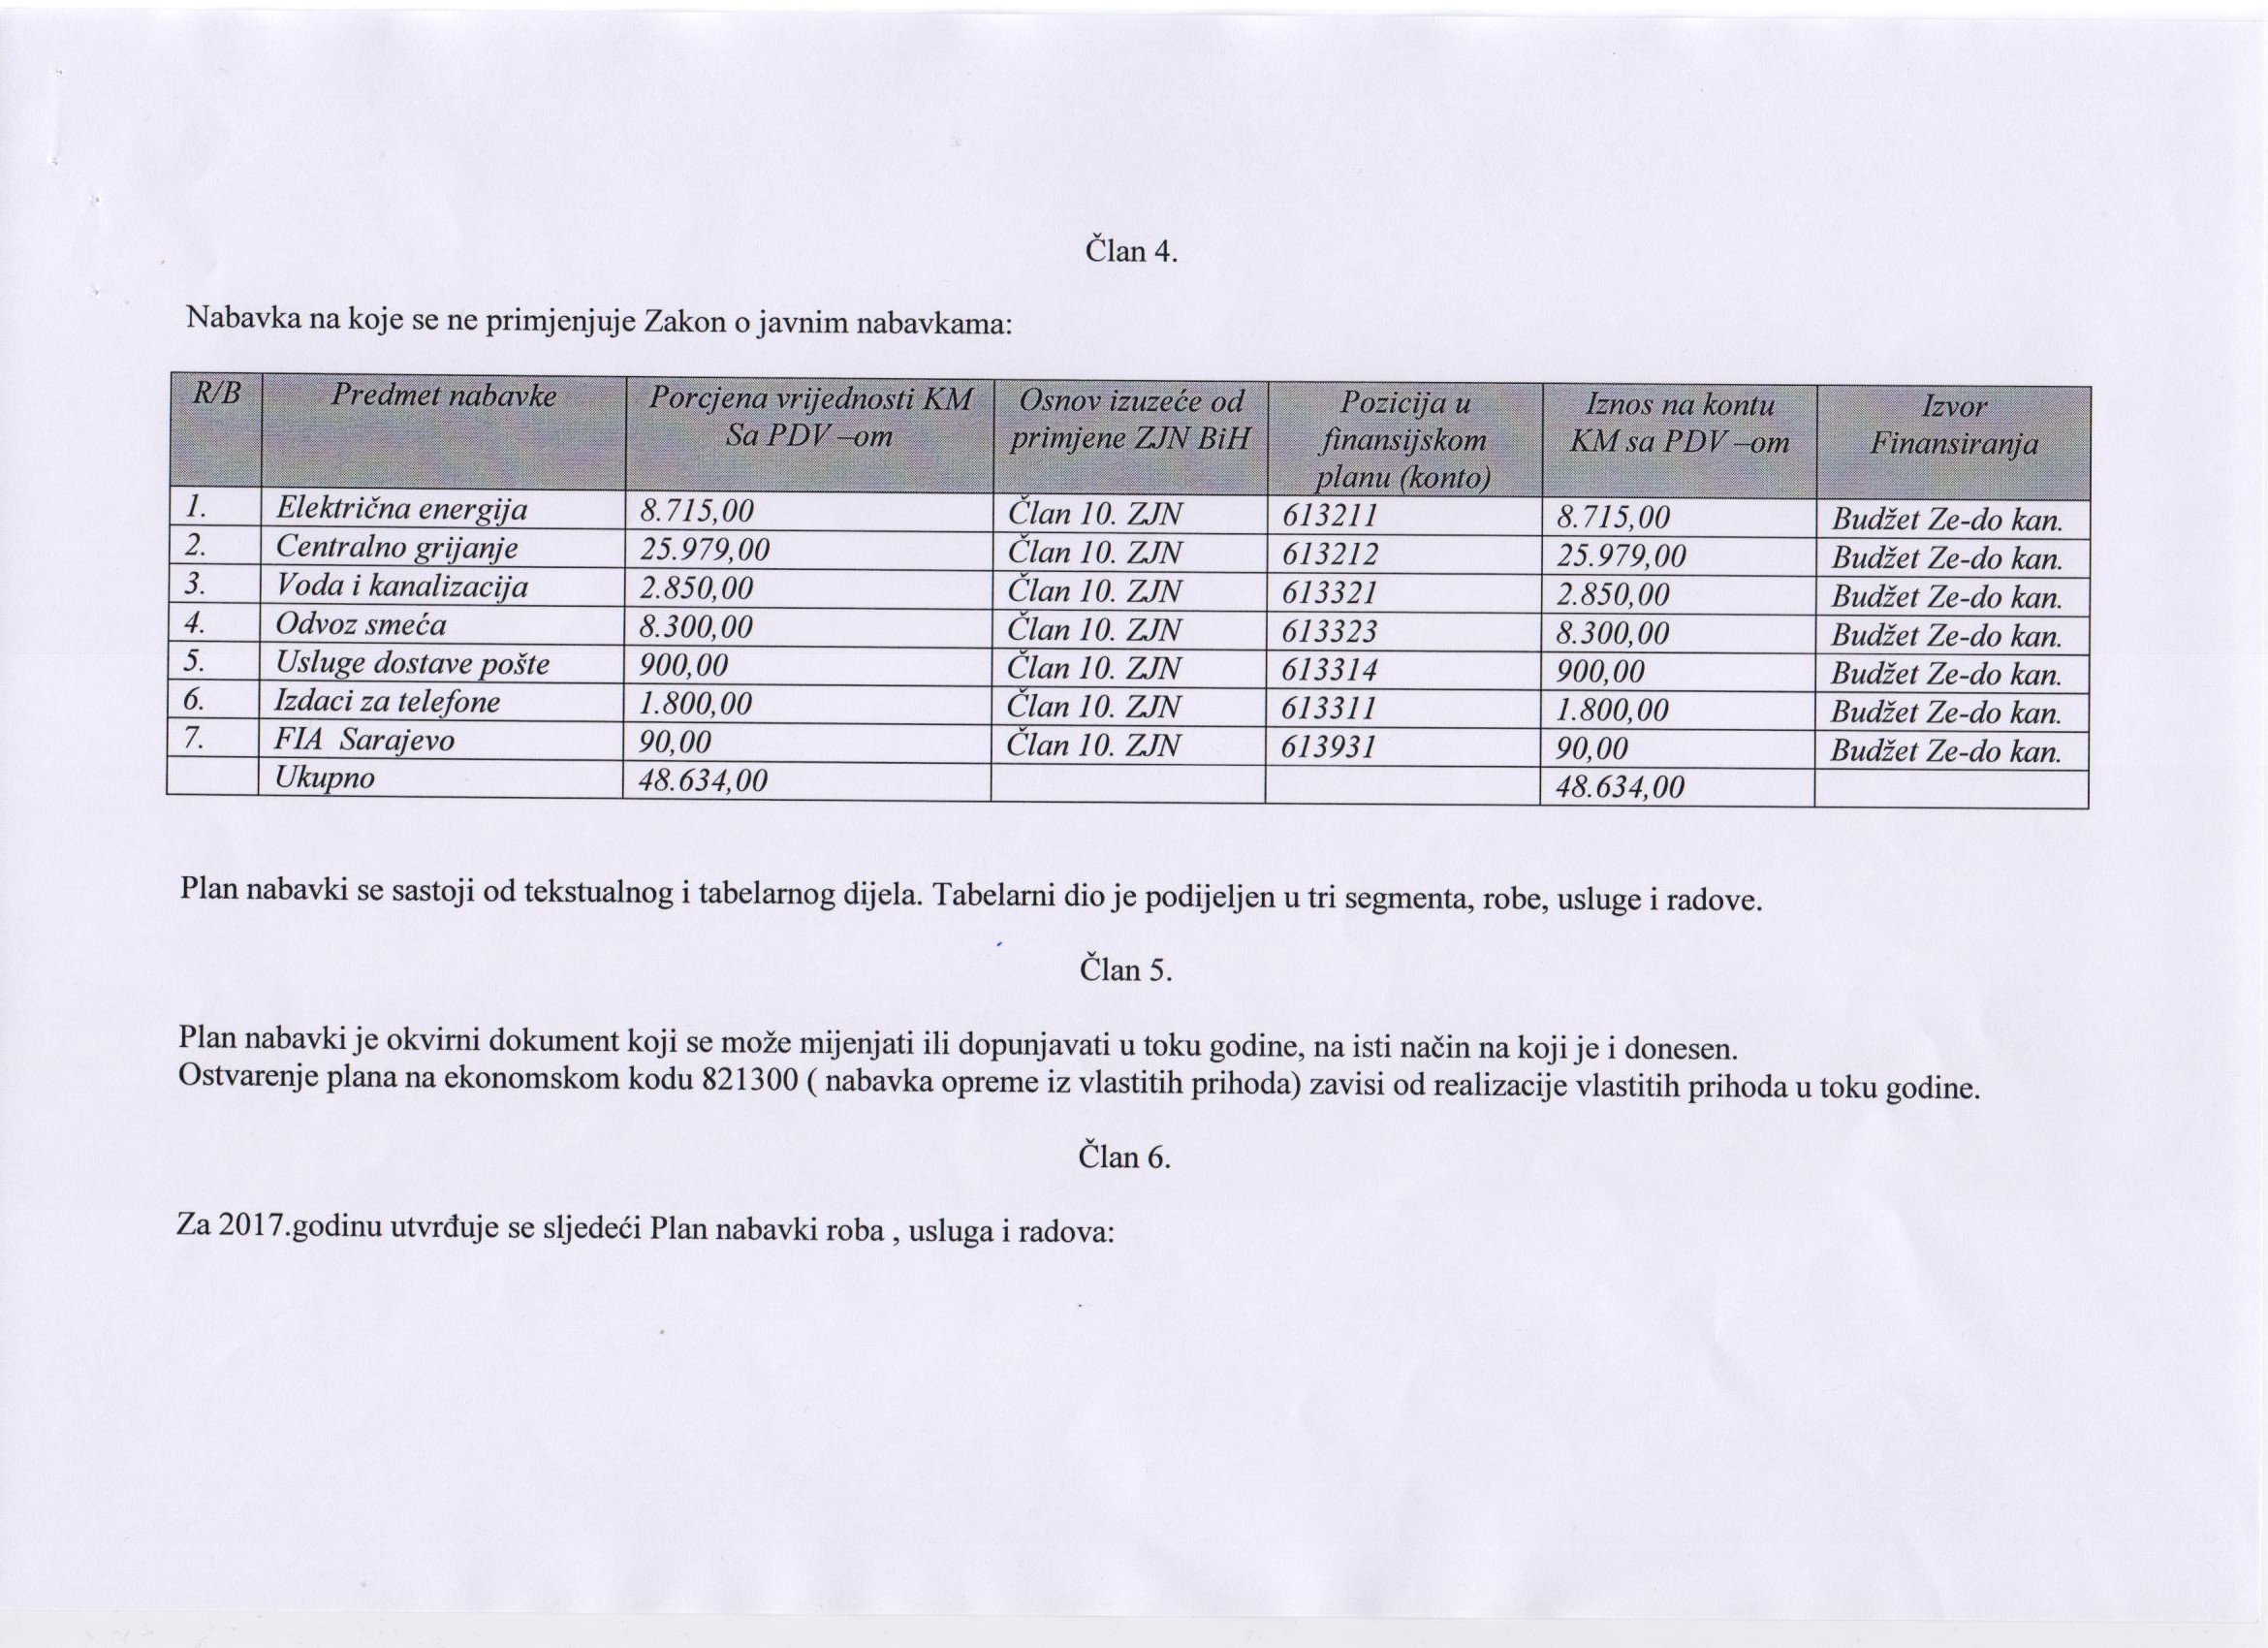 Član 4.
Nabavka na koje se ne primjenjuje Zakon o javnim nabavkama:
R/B Predmet nabavke Porcjena vrijednosti KM Sa PDV –om Osnov izuzeće od primjene ZJN BiH Pozicija u finansijskom planu (konto) Iznos na kontu KM sa PDV –om Izvor Finansiranja
1. Električna energija 8.715,00 Član 10. ZJN 613211 8.715,00 Budžet Ze-do kan.
2. Centralno grijanje 25.979,00 Član 10. ZJN 613212 25.979,00 Budžet Ze-do kan.
3. Voda i kanalizacija 2.850,00 Član 10. ZJN 613321 2.850,00 Budžet Ze-do kan.
4. Odvoz smeća 8.300,00 Član 10. ZJN 613323 8.300,00 Budžet Ze-do kan.
5. Usluge dostave pošte 900,00 Član 10. ZJN 613314 900,00 Budžet Ze-do kan.
6. Izdaci za telefone 1.800,00 Član 10. ZJN 613311 1.800,00 Budžet Ze-do kan.
7. FIA Sarajevo 90,00 Član 10. ZJN 613931 90,00 Budžet Ze-do kan.
Ukupno 48.634,00 48.634,00
Plan nabavki se sastoji od tekstualnog i tabelarnog dijela. Tabelarni dio je podijeljen u tri segmenta, robe, usluge i radove.
Član 5.
Plan nabavki je okvirni dokument koji se može mijenjati ili dopunjavati u toku godine, na isti način na koji je i donesen.
Ostvarenje plana na ekonomskom kodu 821300 ( nabavka opreme iz vlastitih prihoda) zavisi od realizacije vlastitih prihoda u toku godine.
Član 6.
Za 2017.godinu utvrđuje se sljedeći Plan nabavki roba , usluga i radova: